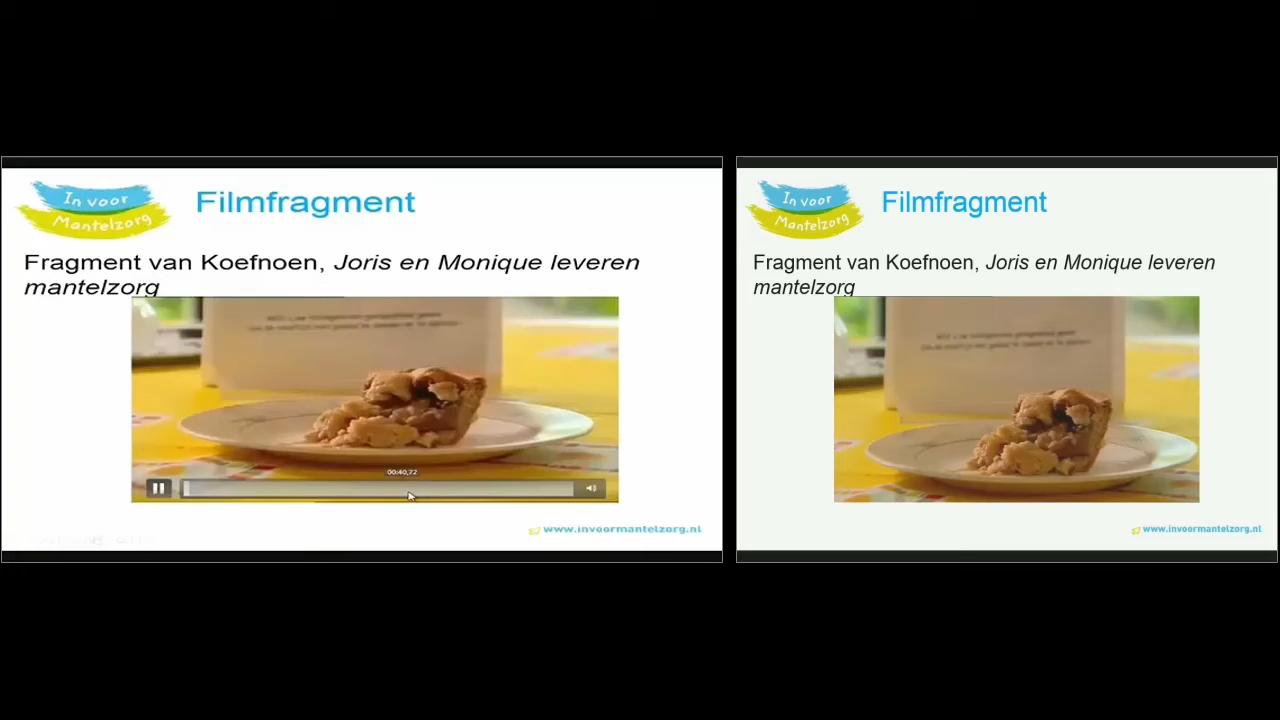 In voor
Mantelzorg
Filmfragment
Fragment van Koefnoen, Joris en Monique leveren
mantelzorg
00:40,72
www.invoormantelzorg.nl
In voor
Mantelzorg
Filmfragment
Fragment van Koefnoen, Joris en Monique leveren
mantelzorg
www.invoormantelzorg.nl